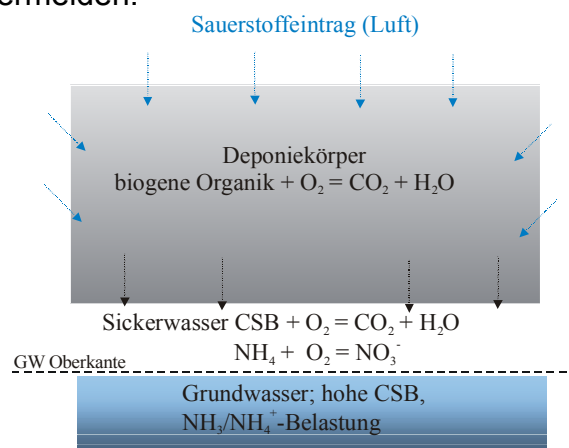 Sauerstoffeintrag (Luft)
Deponiekörper
biogene Organik + O₂ = CO₂ + H₂O
Sickerwasser CSB + O₂ = CO₂ + H₂O
NH₄ + O₂ = NO₃⁻
GW Oberkante
Grundwasser; hohe CSB,
NH₃/NH₄⁺-Belastung